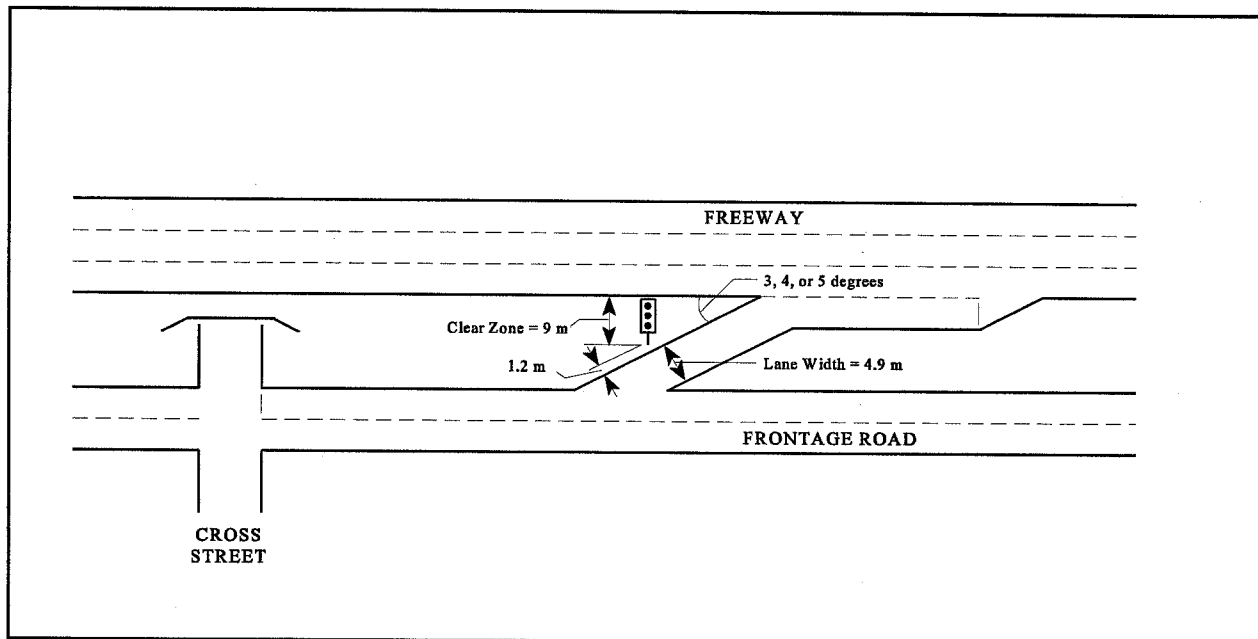 FREEWAY
3, 4, or 5 degrees
Clear Zone = 9 m
1.2 m
Lane Width = 4.9 m
FRONTAGE ROAD
CROSS
STREET